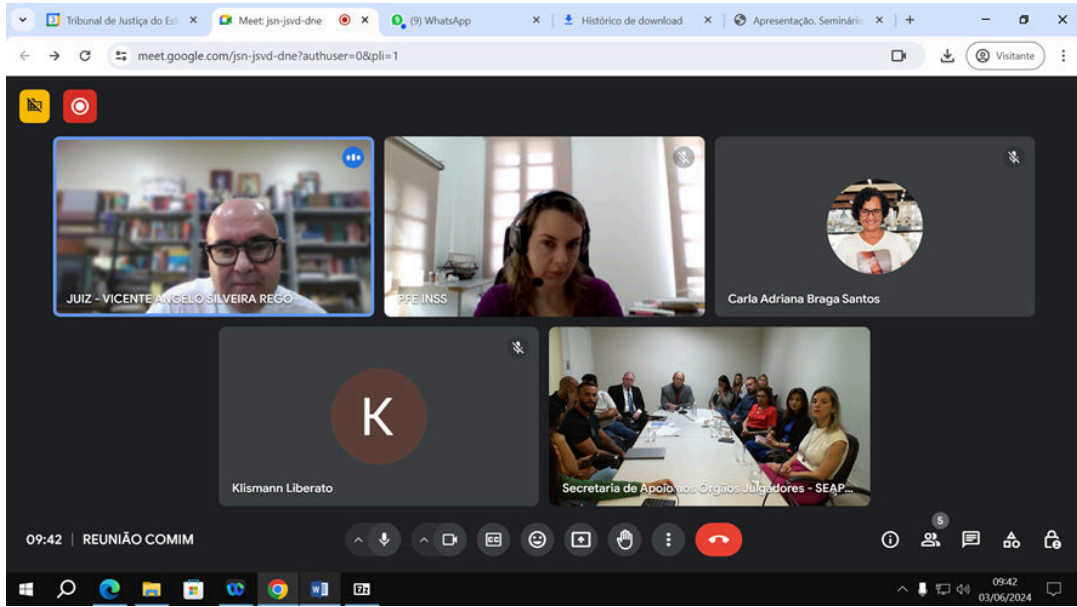 Tribunal de Justiça do Est
Meet: jsn-jsvd-dne
(9) WhatsApp
Histórico de download
Apresentação. Seminário
meet.google.com/jsn-jsvd-dne?authuser=0&pli=1
Visitante
JUIZ - VICENTE ANGELO SILVEIRA REGO
PFE INSS
Carla Adriana Braga Santos
K
Klismann Liberato
Secretaria de Apoio aos Órgãos Julgadores - SEAP...
09:42 | REUNIÃO COMIM
CC
5
09:42
03/06/2024